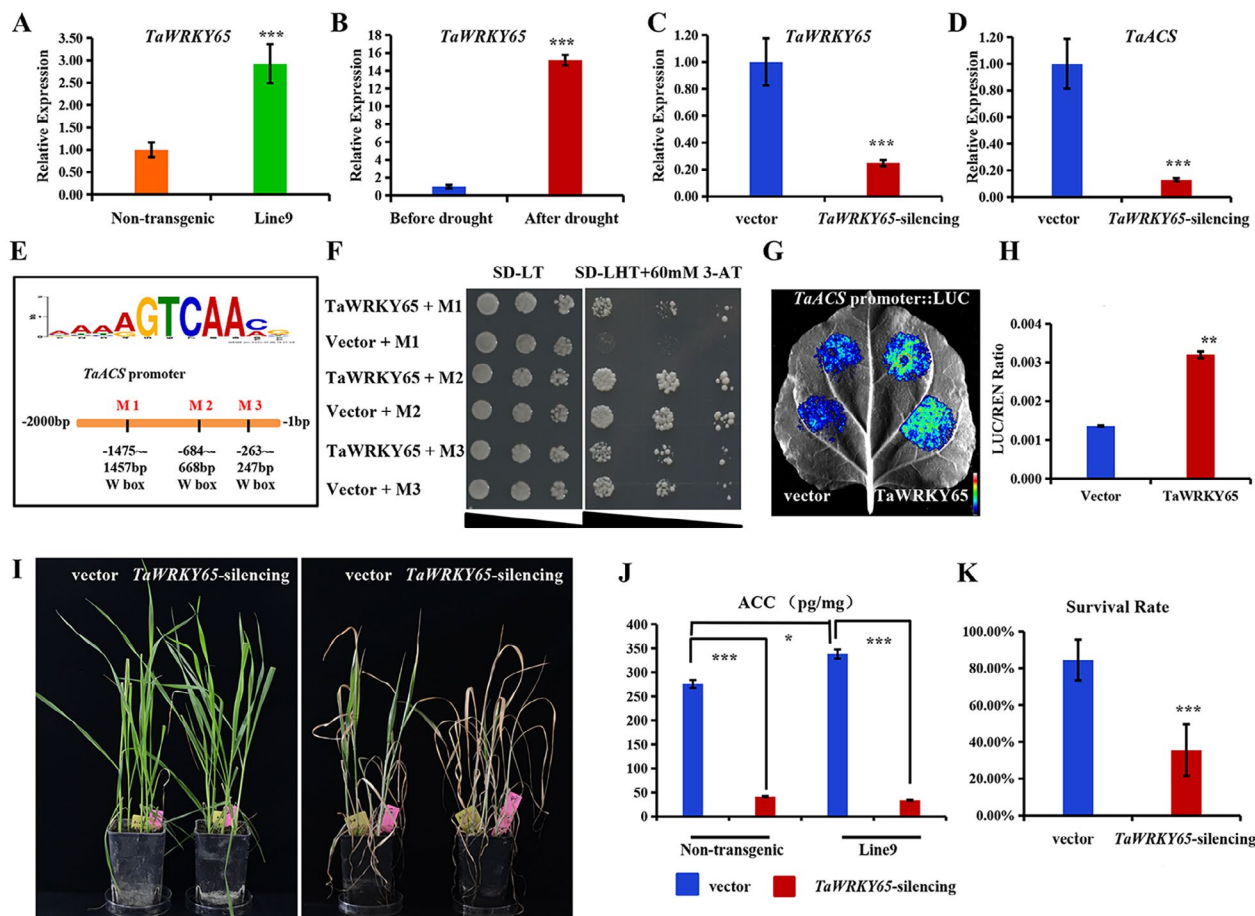 A
TaWRKY65
***
3.50
3.00
2.50
2.00
1.50
1.00
0.50
0.00
Relative Expression
Non-transgenic
Line9
B
TaWRKY65
***
18
16
14
12
10
8
6
4
2
0
Relative Expression
Before drought
After drought
C
TaWRKY65
1.20
1.00
0.80
0.60
0.40
0.20
0.00
Relative Expression
***
vector
TaWRKY65-silencing
D
TaACS
1.20
1.00
0.80
0.60
0.40
0.20
0.00
Relative Expression
***
vector
TaWRKY65-silencing
E
AAAAGTCAAC
TaACS promoter
M 1
M 2
M 3
-2000bp
-1bp
-1475~
1457bp
W box
-684~
668bp
W box
-263~
247bp
W box
F
SD-LT
SD-LHT+60mM 3-AT
TaWRKY65 + M1
Vector + M1
TaWRKY65 + M2
Vector + M2
TaWRKY65 + M3
Vector + M3
G
TaACS promoter::LUC
vector
TaWRKY65
H
0.004
0.003
0.002
0.001
0.000
LUC/REN Ratio
**
Vector
TaWRKY65
I
vector
TaWRKY65-silencing
vector
TaWRKY65-silencing
J
ACC （pg/mg）
400
350
300
250
200
150
100
50
0
***
*
***
Non-transgenic
Line9
vector
TaWRKY65-silencing
K
Survival Rate
100.00%
80.00%
60.00%
40.00%
20.00%
0.00%
***
vector
TaWRKY65-silencing